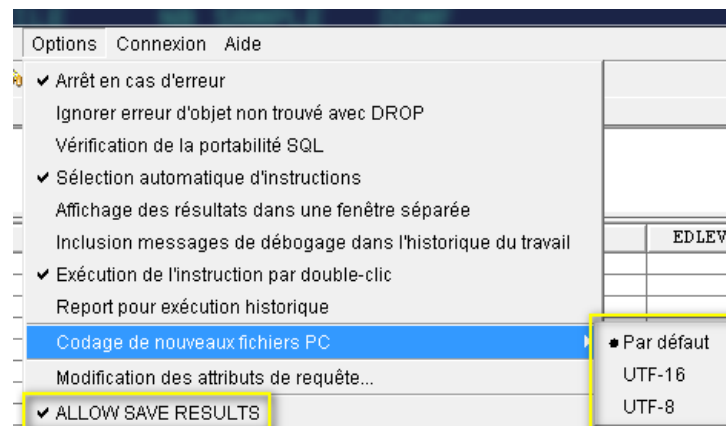 Options Connexion Aide
Arrêt en cas d'erreur
Ignorer erreur d'objet non trouvé avec DROP
Vérification de la portabilité SQL
Sélection automatique d'instructions
Affichage des résultats dans une fenêtre séparée
Inclusion messages de débogage dans l'historique du travail
EDLEV
Exécution de l'instruction par double-clic
Report pour exécution historique
Codage de nouveaux fichiers PC
Par défaut
Modification des attributs de requête...
UTF-16
ALLOW SAVE RESULTS
UTF-8